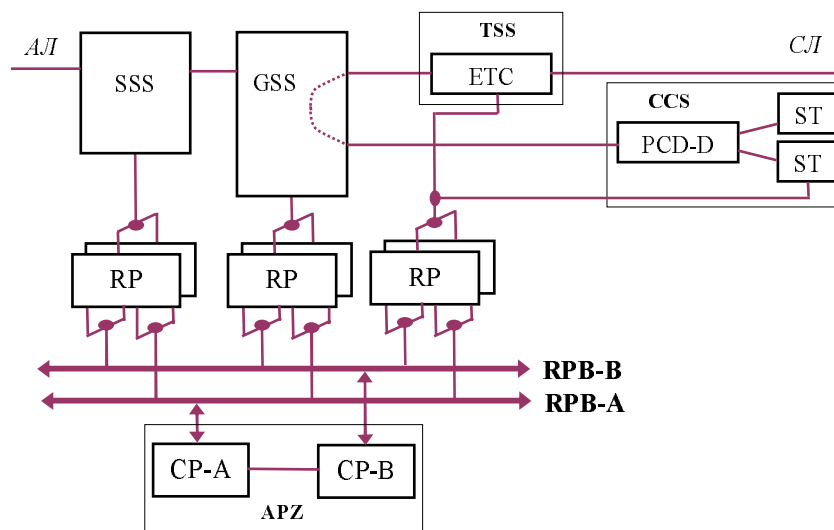 TSS
АЛ
СЛ
SSS
GSS
ETC
CCS
ST
PCD-D
ST
RP
RP
RP
RPB-B
RPB-A
CP-A
CP-B
APZ